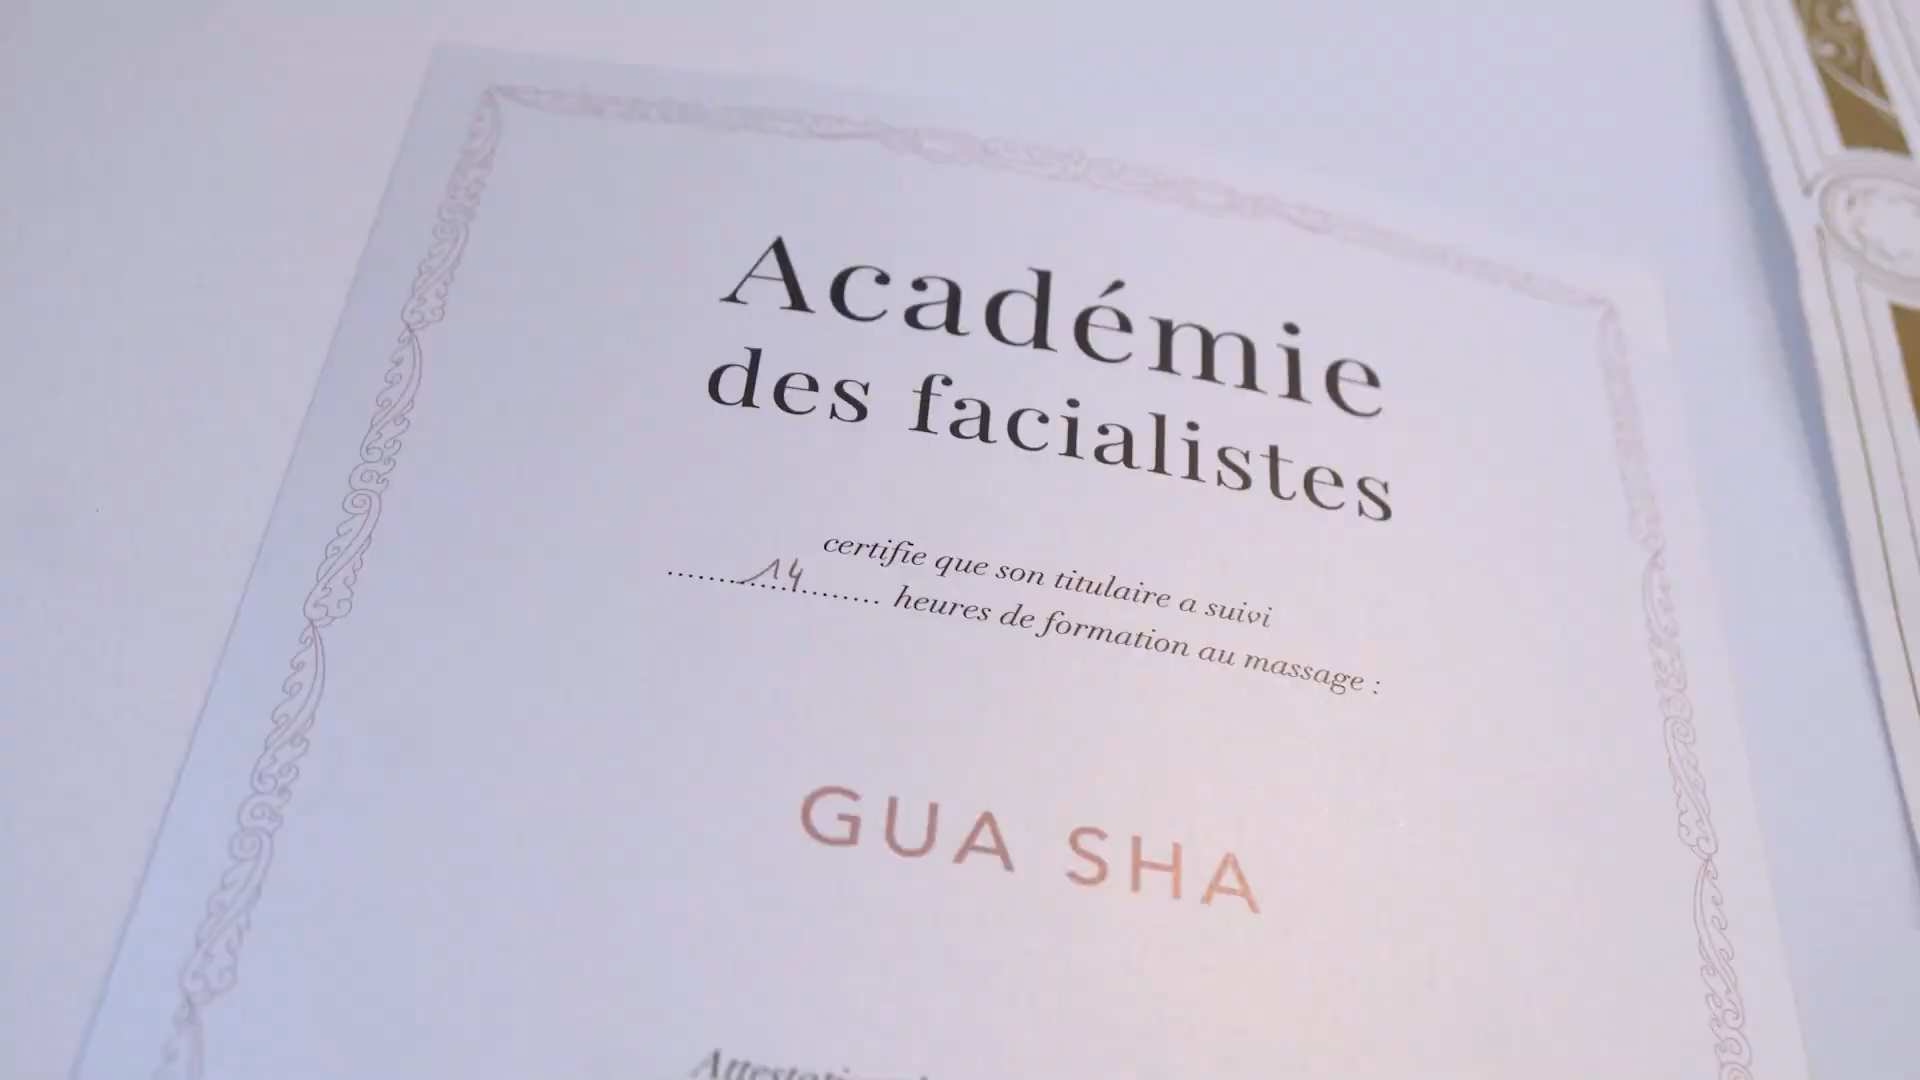 Académie
des facialistes
certifie que son titulaire a suivi
........14........ heures de formation au massage :
GUA SHA